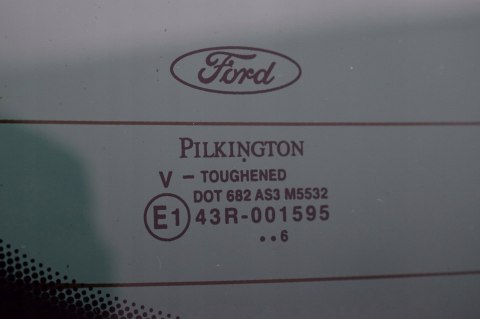 Ford
PILKINGTON
V - TOUGHENED
DOT 682 AS3 M5532
E1 43R-001595
..6